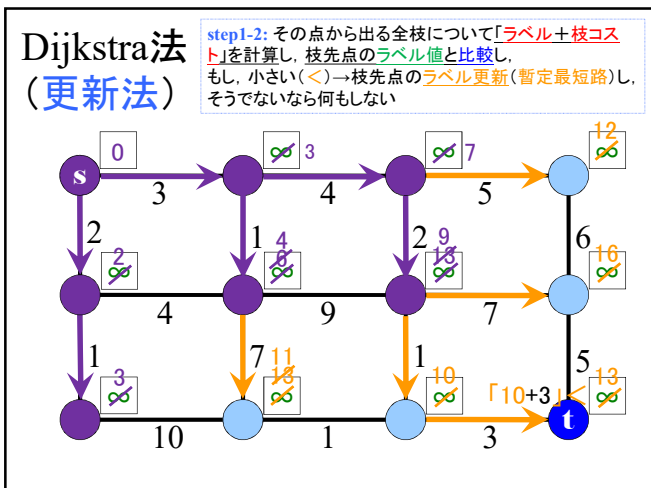 Dijkstra法
（更新法）
step1-2: その点から出る全枝について「ラベル＋枝コス
ト」を計算し，枝先点のラベル値と比較し，
もし，小さい（＜）→枝先点のラベル更新（暫定最短路）し，
そうでないなら何もしない
0 ∞ 3 ∞ 7 12 ∞
s 3 4 5
2 1 2 6
2 ∞ 4 6 ∞ 9 13 ∞ 16 ∞
4 9 7
1 7 1 5
3 ∞ 11 13 ∞ 10 ∞ 「10+3」＜ 13 ∞
t
10 1 3